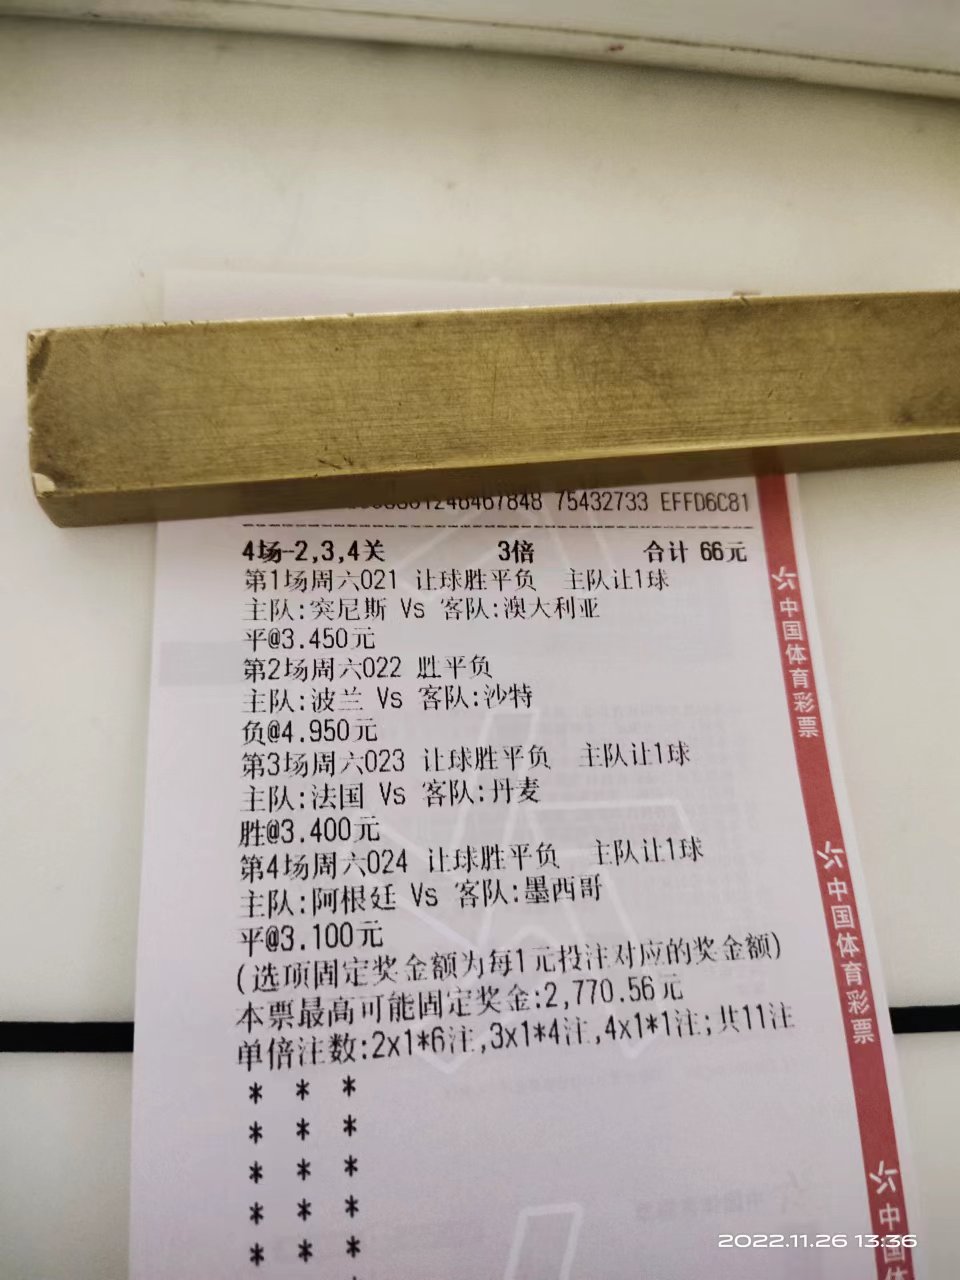 1246467848 75432733 EFFD6C81
4场-2,3,4关 3倍 合计 66元
第1场周六021 让球胜平负 主队让1球
主队:突尼斯 Vs 客队:澳大利亚
平@3.450元
第2场周六022 胜平负
主队:波兰 Vs 客队:沙特
负@4.950元
第3场周六023 让球胜平负 主队让1球
主队:法国 Vs 客队:丹麦
胜@3.400元
第4场周六024 让球胜平负 主队让1球
主队:阿根廷 Vs 客队:墨西哥
平@3.100元
(选项固定奖金额为每1元投注对应的奖金额)
本票最高可能固定奖金:2,770.56元
单倍注数:2x1*6注,3x1*4注,4x1*1注;共11注
* * *
* * *
* * *
* * *
* * *
中国体育彩票
中国体育彩票
中国体
2022.11.26 13:36